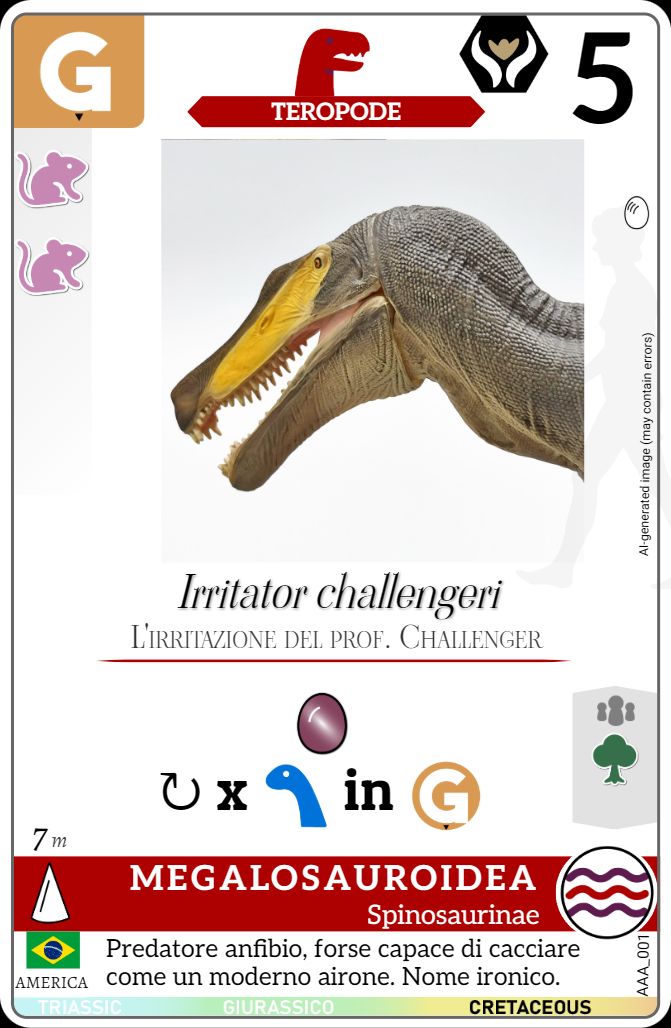 G
TEROPODE
5
AI-generated image (may contain errors)
Irritator challengeri
L'IRRITAZIONE DEL PROF. CHALLENGER
x in G
7 m
MEGALOSAUROIDEA
Spinosaurinae
AMERICA
Predatore anfibio, forse capace di cacciare
come un moderno airone. Nome ironico.
AAA_001
TRIASSIC GIURASSICO CRETACEOUS